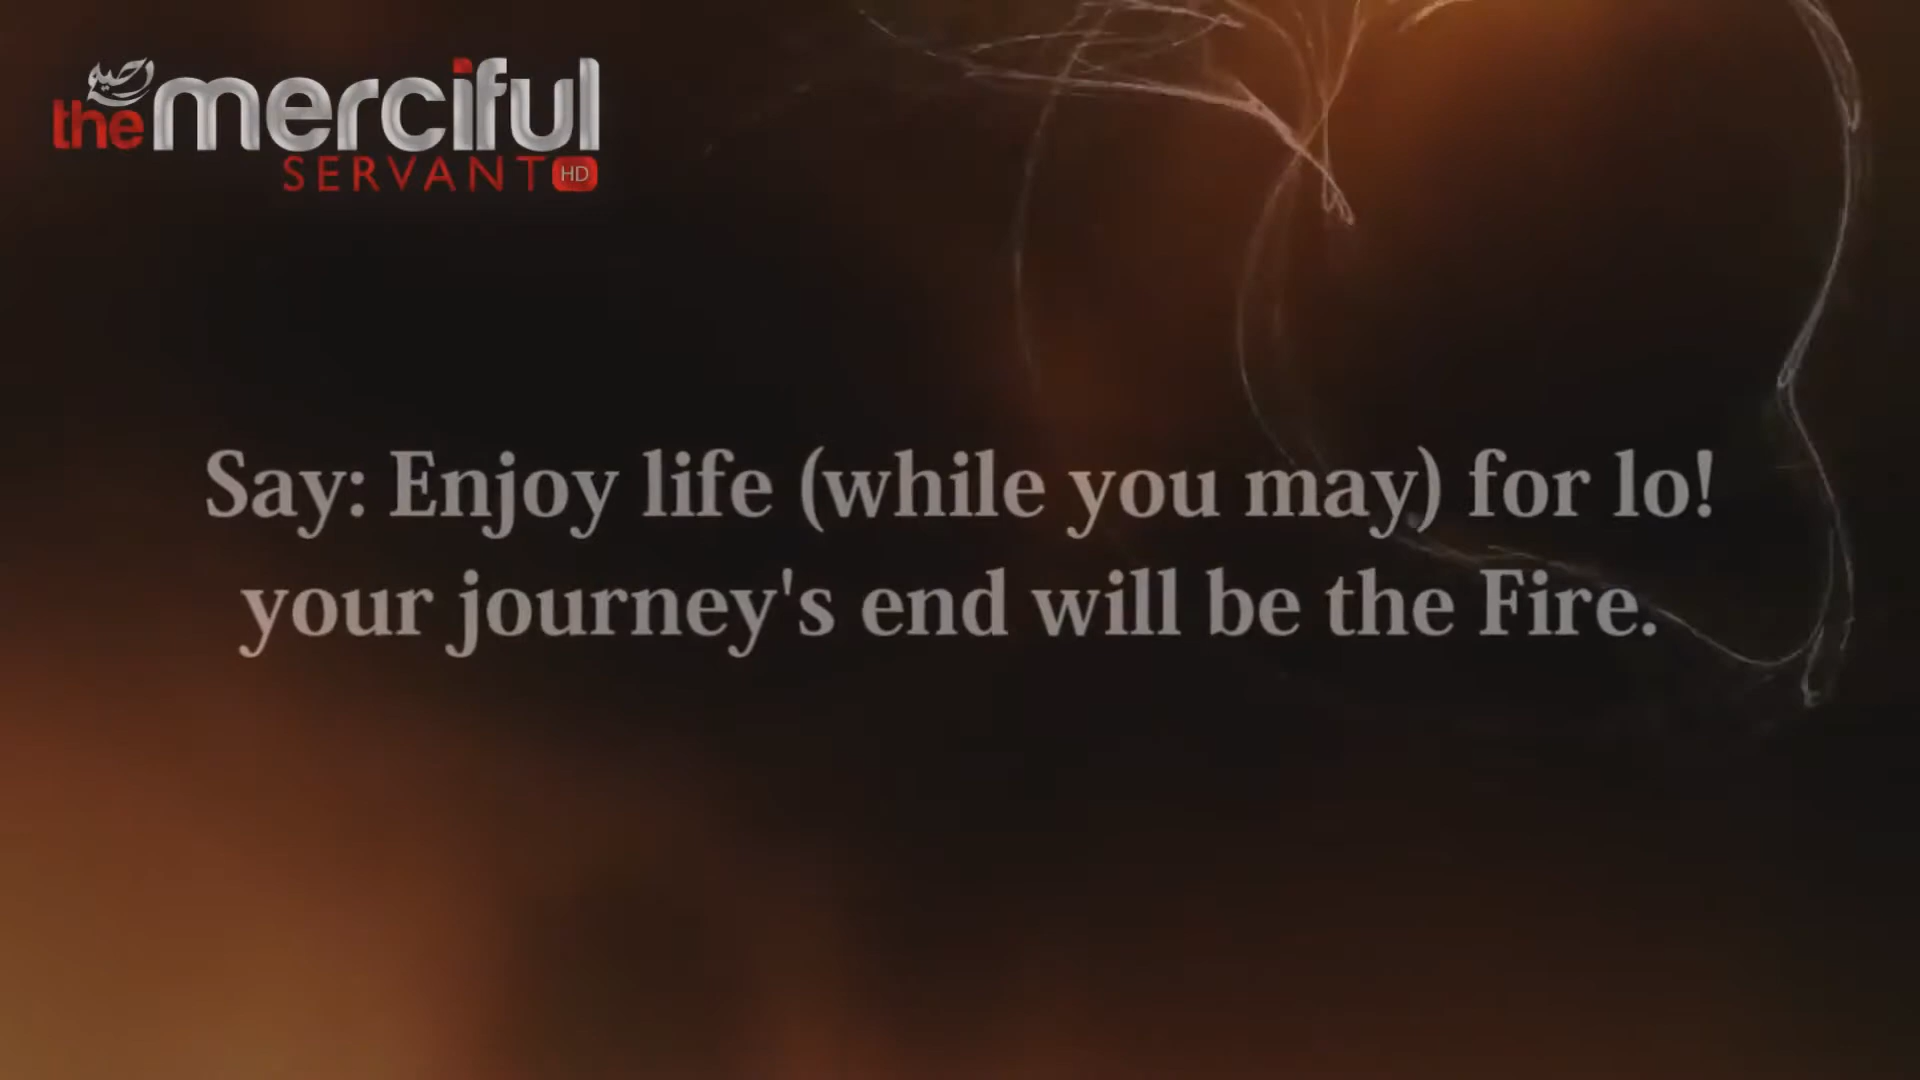 رحيم
the merciful
SERVANT HD
Say: Enjoy life (while you may) for lo!
your journey's end will be the Fire.